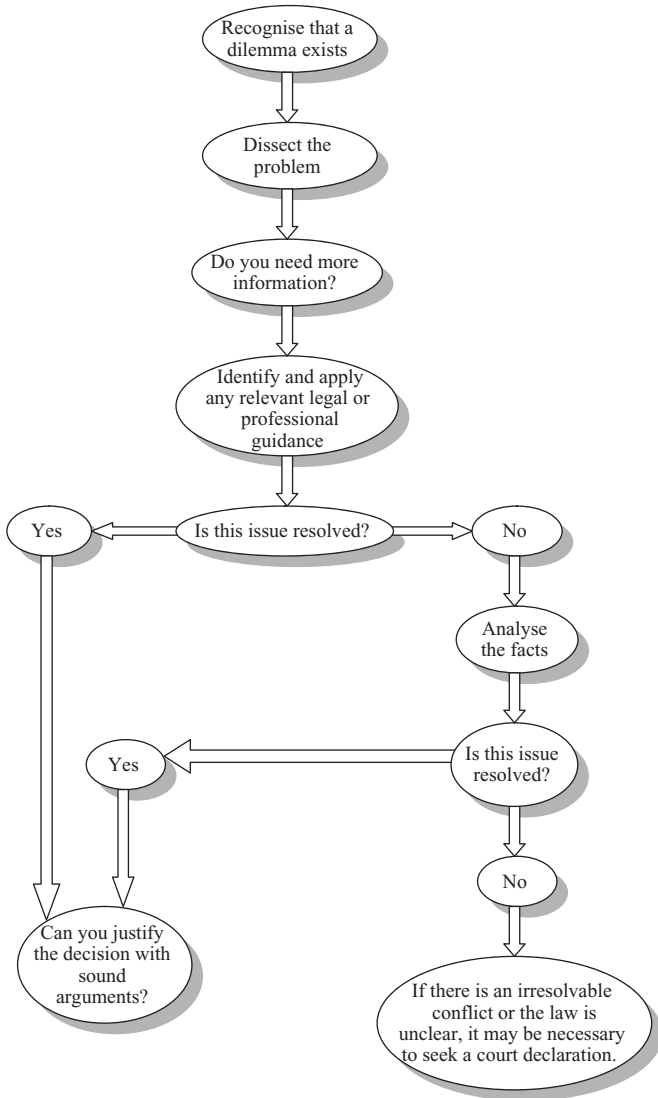 Recognise that a
dilemma exists
Dissect the
problem
Do you need more
information?
Identify and apply
any relevant legal or
professional
guidance
Yes
Is this issue resolved?
No
Analyse
the facts
Yes
Is this issue
resolved?
No
Can you justify
the decision with
sound
arguments?
If there is an irresolvable
conflict or the law is
unclear, it may be necessary
to seek a court declaration.